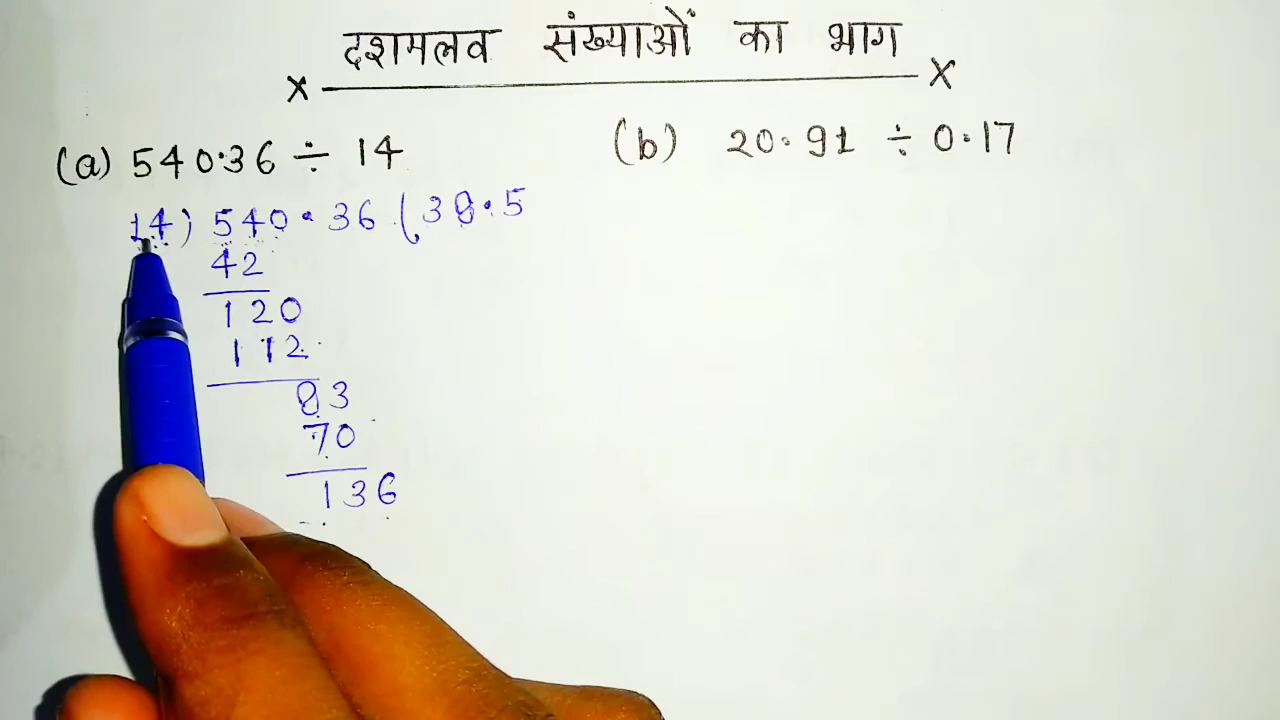 दशमलव संख्याओं का भाग
x x
(a) 540.36 ÷ 14
(b) 20.91 ÷ 0.17
14) 540.36 (38.5
42
120
112
83
70
136